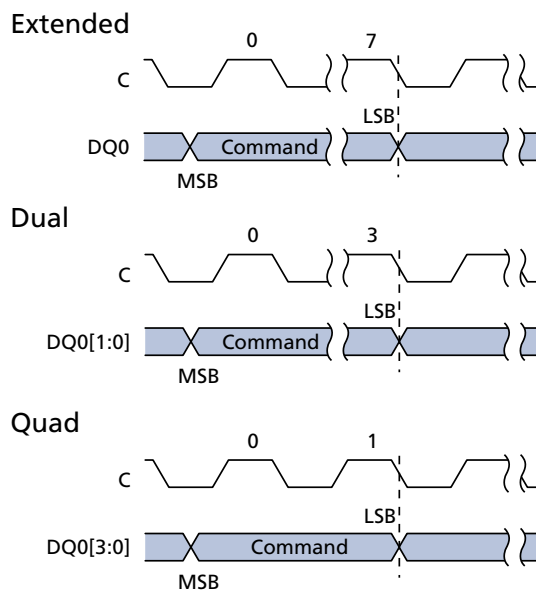 Extended
0 7
C
LSB
DQ0 Command
MSB
Dual
0 3
C
LSB
DQ0[1:0] Command
MSB
Quad
0 1
C
LSB
DQ0[3:0] Command
MSB